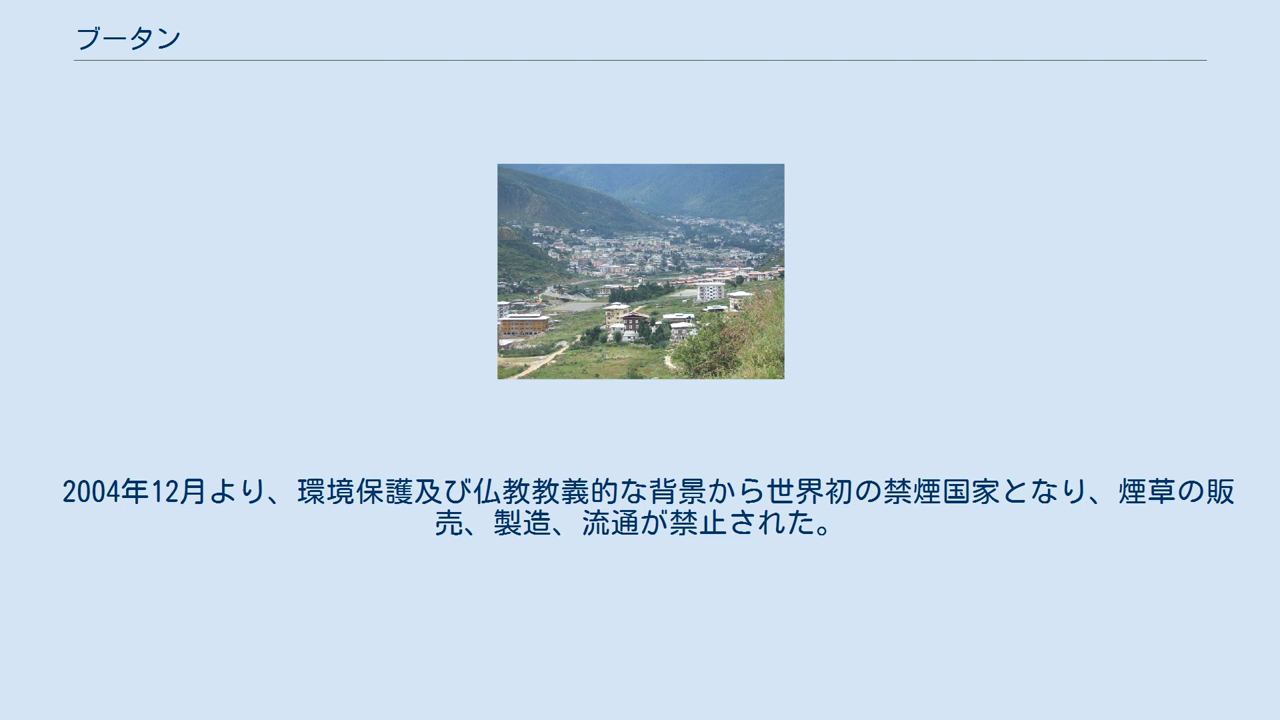 ブータン
2004年12月より、環境保護及び仏教教義的な背景から世界初の禁煙国家となり、煙草の販
売、製造、流通が禁止された。